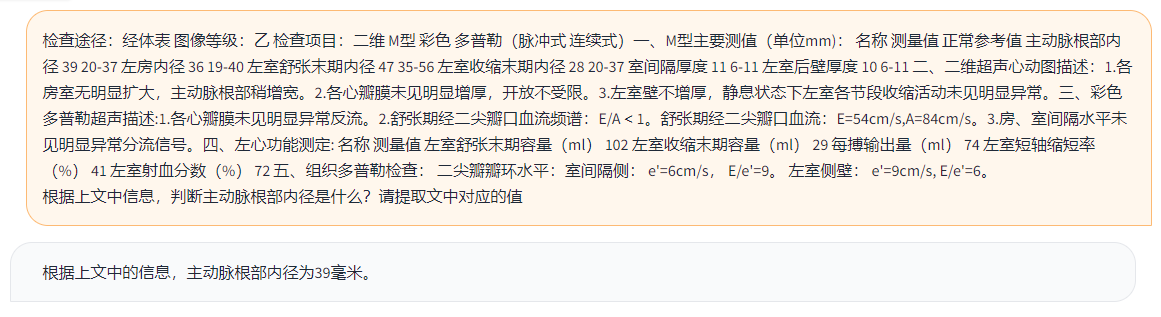 检查途径：经体表 图像等级：乙 检查项目：二维 M型 彩色 多普勒（脉冲式 连续式）一、M型主要测值（单位mm)： 名称 测量值 正常参考值 主动脉根部内
径 39 20-37 左房内径 36 19-40 左室舒张末期内径 47 35-56 左室收缩末期内径 28 20-37 室间隔厚度 11 6-11 左室后壁厚度 10 6-11 二、二维超声心动图描述：1.各
房室无明显扩大，主动脉根部稍增宽。2.各心瓣膜未见明显增厚，开放不受限。3.左室壁不增厚，静息状态下左室各节段收缩活动未见明显异常。三、彩色
多普勒超声描述:1.各心瓣膜未见明显异常反流。2.舒张期经二尖瓣口血流频谱：E/A < 1。舒张期经二尖瓣口血流：E=54cm/s,A=84cm/s。3.房、室间隔水平未
见明显异常分流信号。四、左心功能测定: 名称 测量值 左室舒张末期容量（ml） 102 左室收缩末期容量（ml） 29 每搏输出量（ml） 74 左室短轴缩短率
（%） 41 左室射血分数（%） 72 五、组织多普勒检查： 二尖瓣瓣环水平：室间隔侧： e'=6cm/s， E/e'=9。 左室侧壁： e'=9cm/s, E/e'=6。
根据上文中信息，判断主动脉根部内径是什么？请提取文中对应的值
根据上文中的信息，主动脉根部内径为39毫米。